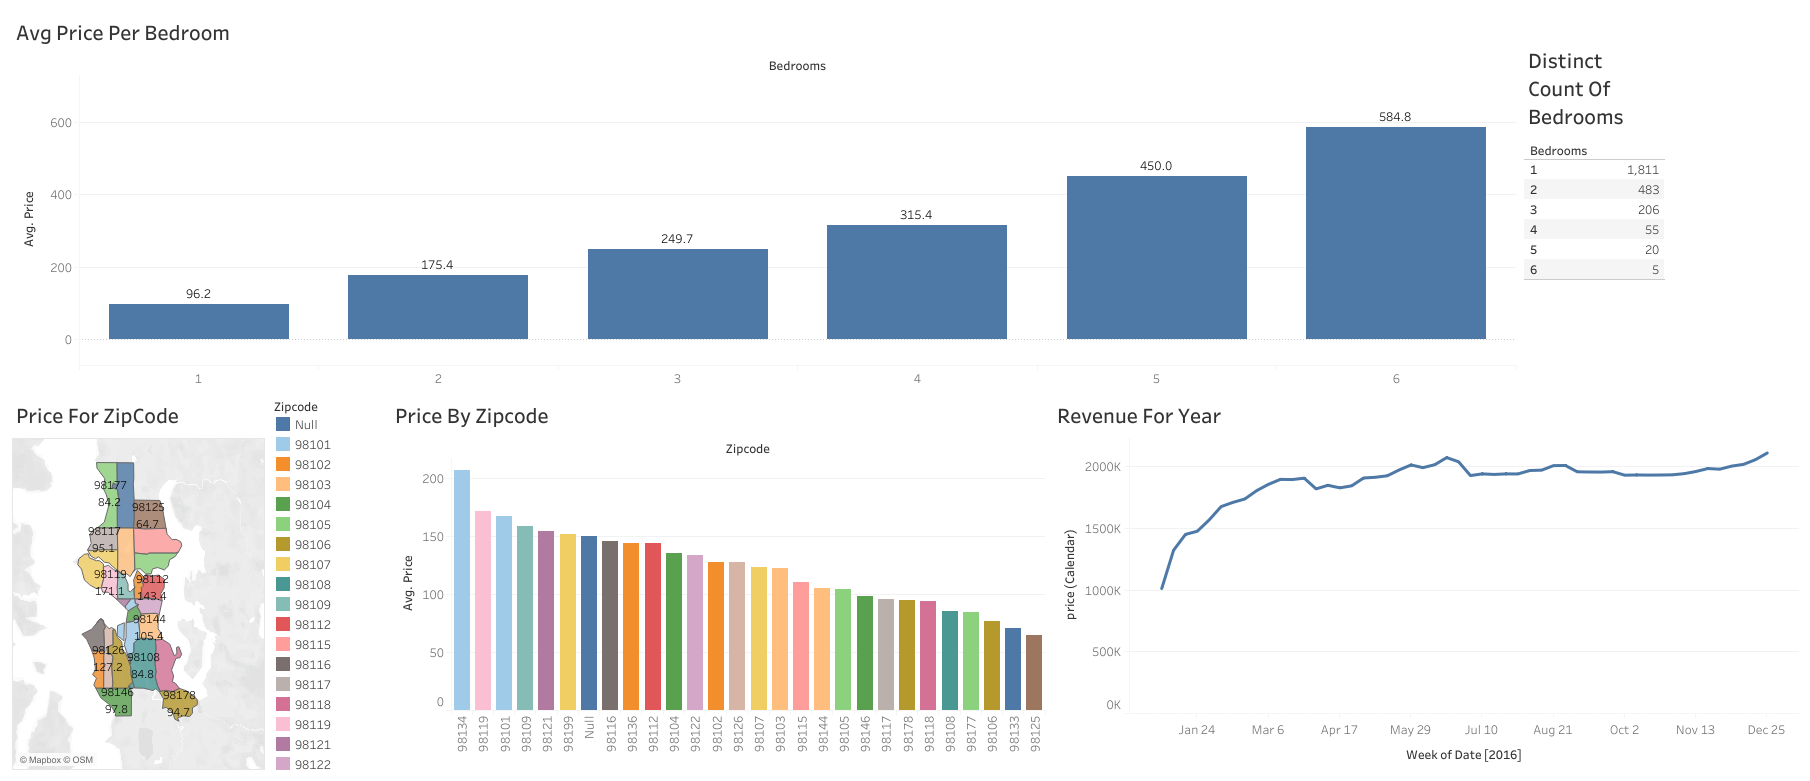 Avg Price Per Bedroom
Bedrooms
Avg. Price
600
400
200
0
96.2
175.4
249.7
315.4
450.0
584.8
1
2
3
4
5
6
Distinct
Count Of
Bedrooms
Bedrooms
1 1,811
2 483
3 206
4 55
5 20
6 5
Price For ZipCode
98177
84.2
98125
64.7
98117
95.1
98119
171.1
98112
143.4
98144
105.4
98126
127.2
98108
84.8
98146
97.8
98178
94.7
© Mapbox © OSM
Zipcode
Null
98101
98102
98103
98104
98105
98106
98107
98108
98109
98112
98115
98116
98117
98118
98119
98121
98122
Price By Zipcode
Zipcode
Avg. Price
200
150
100
50
0
98134
98119
98101
98109
98121
98199
Null
98116
98136
98112
98104
98122
98102
98126
98107
98103
98115
98144
98105
98146
98117
98178
98118
98108
98177
98106
98133
98125
Revenue For Year
price (Calendar)
2000K
1500K
1000K
500K
0K
Jan 24
Mar 6
Apr 17
May 29
Jul 10
Aug 21
Oct 2
Nov 13
Dec 25
Week of Date [2016]